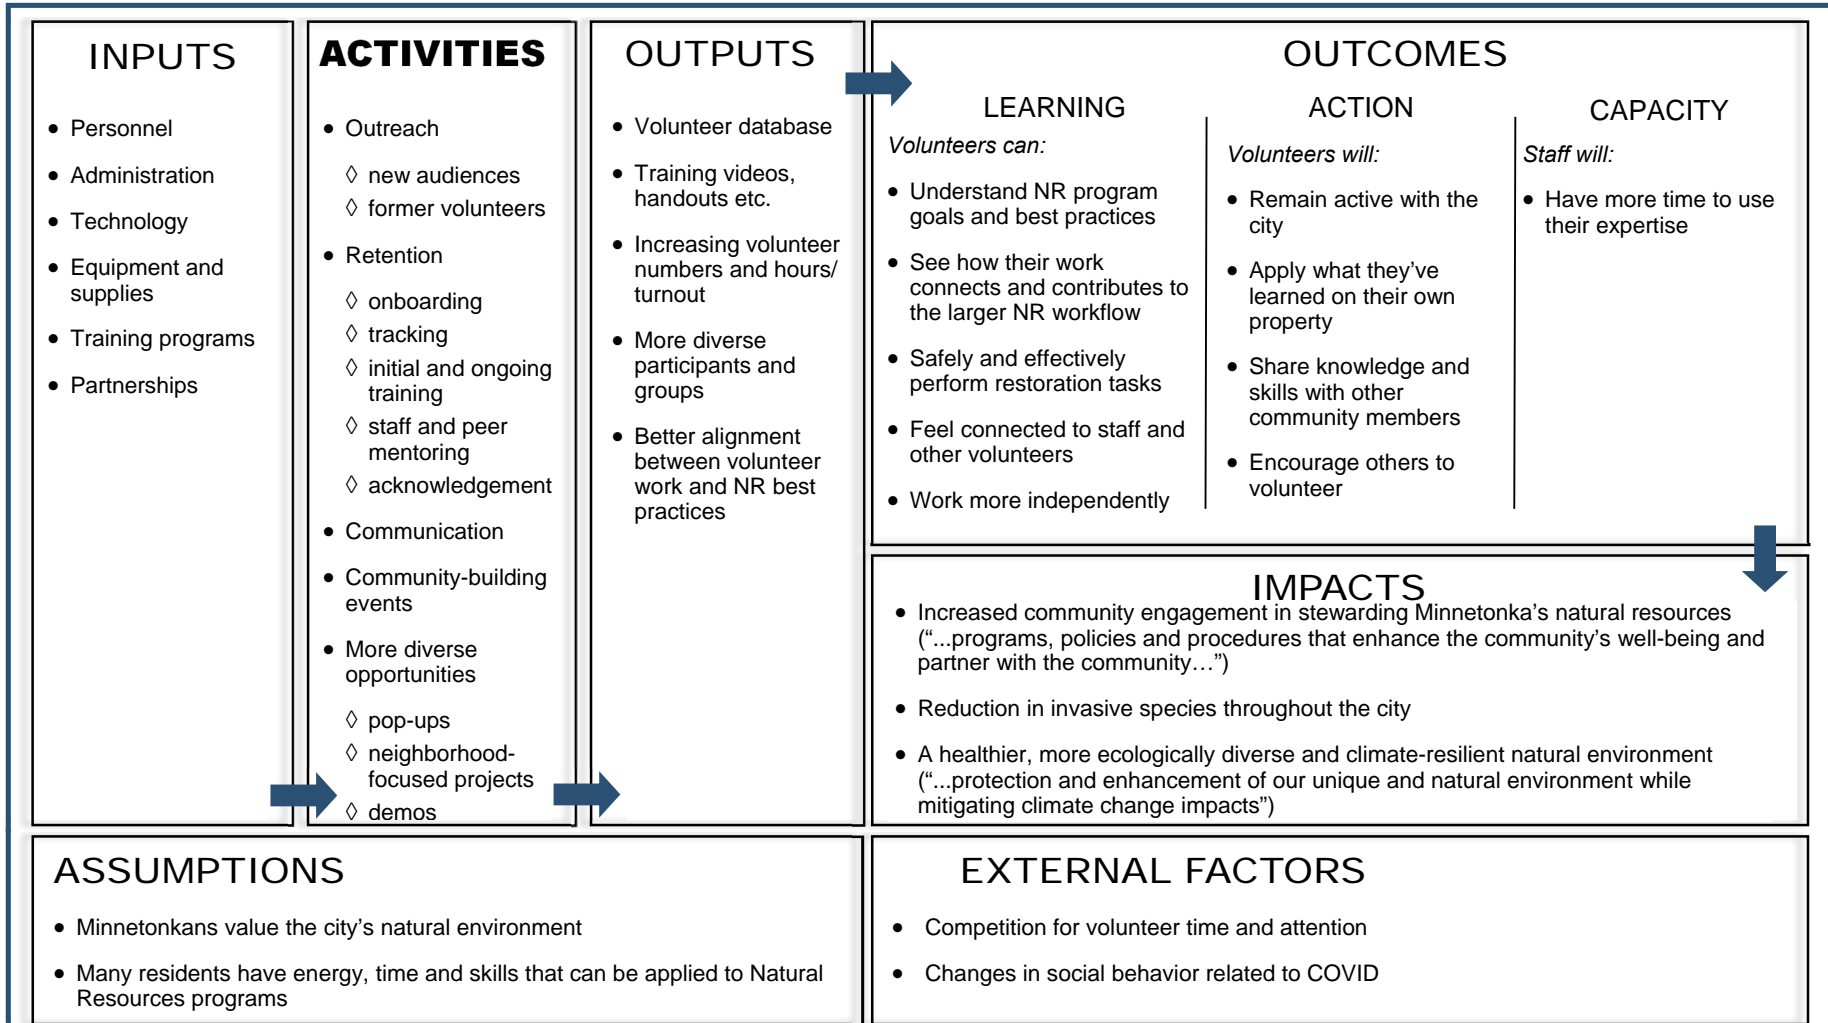 INPUTS
• Personnel
• Administration
• Technology
• Equipment and
supplies
• Training programs
• Partnerships
ACTIVITIES
• Outreach
◊ new audiences
◊ former volunteers
• Retention
◊ onboarding
◊ tracking
◊ initial and ongoing
training
◊ staff and peer
mentoring
◊ acknowledgement
• Communication
• Community-building
events
• More diverse
opportunities
◊ pop-ups
◊ neighborhood-
focused projects
◊ demos
OUTPUTS
• Volunteer database
• Training videos,
handouts etc.
• Increasing volunteer
numbers and hours/
turnout
• More diverse
participants and
groups
• Better alignment
between volunteer
work and NR best
practices
OUTCOMES
LEARNING
Volunteers can:
• Understand NR program
goals and best practices
• See how their work
connects and contributes to
the larger NR workflow
• Safely and effectively
perform restoration tasks
• Feel connected to staff and
other volunteers
• Work more independently
ACTION
Volunteers will:
• Remain active with the
city
• Apply what they’ve
learned on their own
property
• Share knowledge and
skills with other
community members
• Encourage others to
volunteer
CAPACITY
Staff will:
• Have more time to use
their expertise
IMPACTS
• Increased community engagement in stewarding Minnetonka’s natural resources
(“...programs, policies and procedures that enhance the community’s well-being and
partner with the community…”)
• Reduction in invasive species throughout the city
• A healthier, more ecologically diverse and climate-resilient natural environment
(“...protection and enhancement of our unique and natural environment while
mitigating climate change impacts”)
ASSUMPTIONS
• Minnetonkans value the city’s natural environment
• Many residents have energy, time and skills that can be applied to Natural
Resources programs
EXTERNAL FACTORS
• Competition for volunteer time and attention
• Changes in social behavior related to COVID